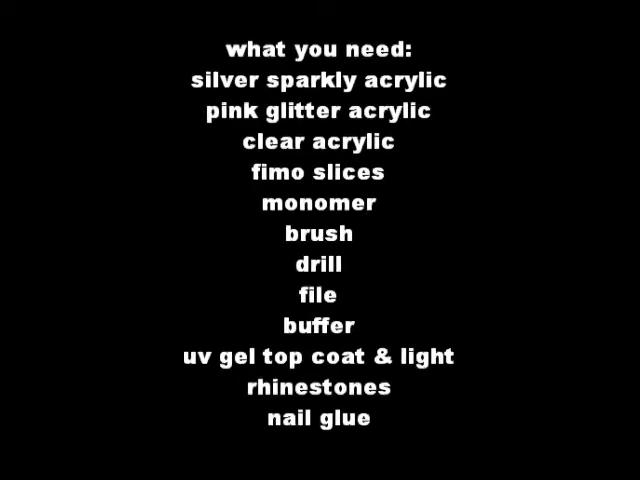 what you need:
silver sparkly acrylic
pink glitter acrylic
clear acrylic
fimo slices
monomer
brush
drill
file
buffer
uv gel top coat & light
rhinestones
nail glue